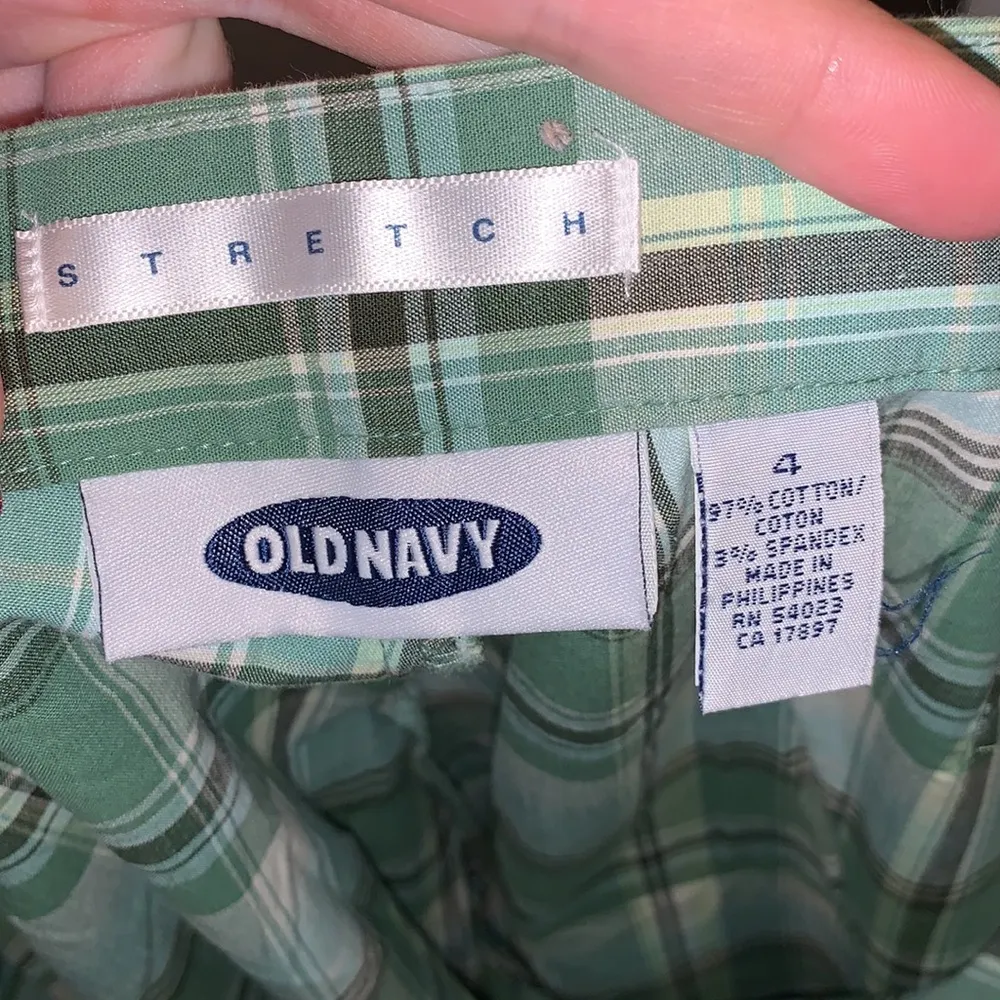 STRETCH
OLD NAVY
4
97% COTTON/
COTON
3% SPANDEX
MADE IN
PHILIPPINES
RN 54023
CA 17897